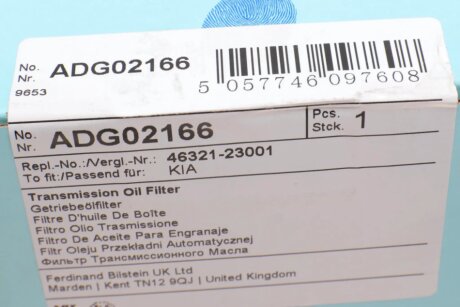 No.
Nr. ADG02166
9653
5 057746 097608
No.
Nr. ADG02166
Pcs.
Stck. 1
Repl.-No.:/Vergl.-Nr.: 46321-23001
To fit:/Passend für: KIA
Transmission Oil Filter
Getriebeölfilter
Filtre D'huile De Boîte
Filtro Olio Trasmissione
Filtro De Aceite Para Engranaje
Filtr Oleju Przekładni Automatycznej
Фильтр Трансмиссионного Масла
Ferdinand Bilstein UK Ltd
Marden | Kent TN12 9QJ | United Kingdom